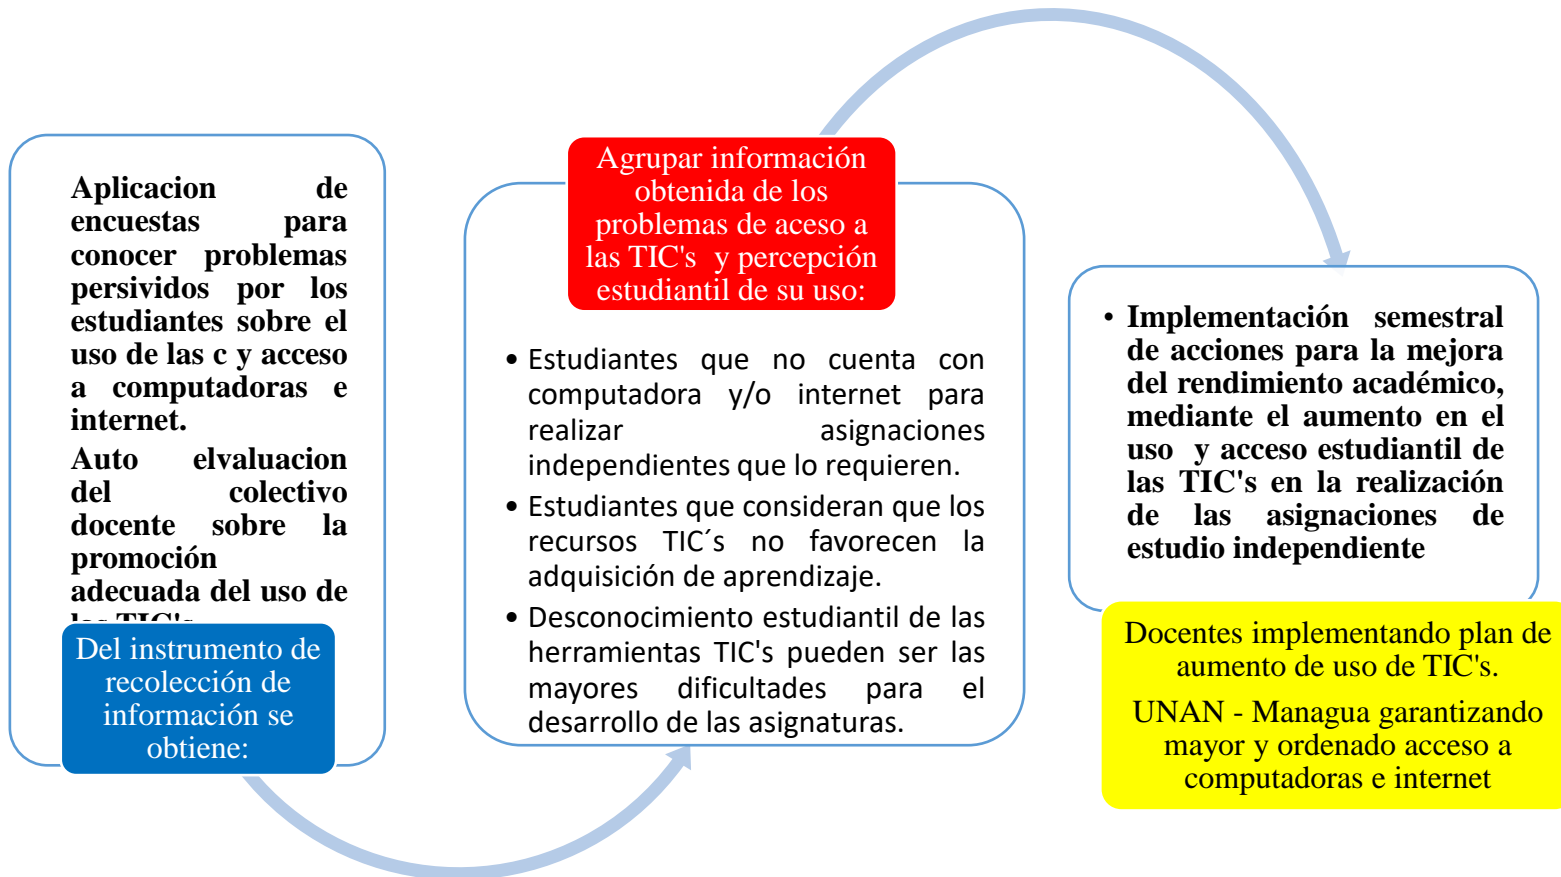 Aplicacion de
encuestas para
conocer problemas
persividos por los
estudiantes sobre el
uso de las c y acceso
a computadoras e
internet.
Auto elvaluacion
del colectivo
docente sobre la
promoción
adecuada del uso de
las TIC's
Del instrumento de
recolección de
información se
obtiene:
Agrupar información
obtenida de los
problemas de aceso a
las TIC's y percepción
estudiantil de su uso:
• Estudiantes que no cuenta con
computadora y/o internet para
realizar asignaciones
independientes que lo requieren.
• Estudiantes que consideran que los
recursos TIC´s no favorecen la
adquisición de aprendizaje.
• Desconocimiento estudiantil de las
herramientas TIC's pueden ser las
mayores dificultades para el
desarrollo de las asignaturas.
• Implementación semestral
de acciones para la mejora
del rendimiento académico,
mediante el aumento en el
uso y acceso estudiantil de
las TIC's en la realización
de las asignaciones de
estudio independiente
Docentes implementando plan de
aumento de uso de TIC's.
UNAN - Managua garantizando
mayor y ordenado acceso a
computadoras e internet